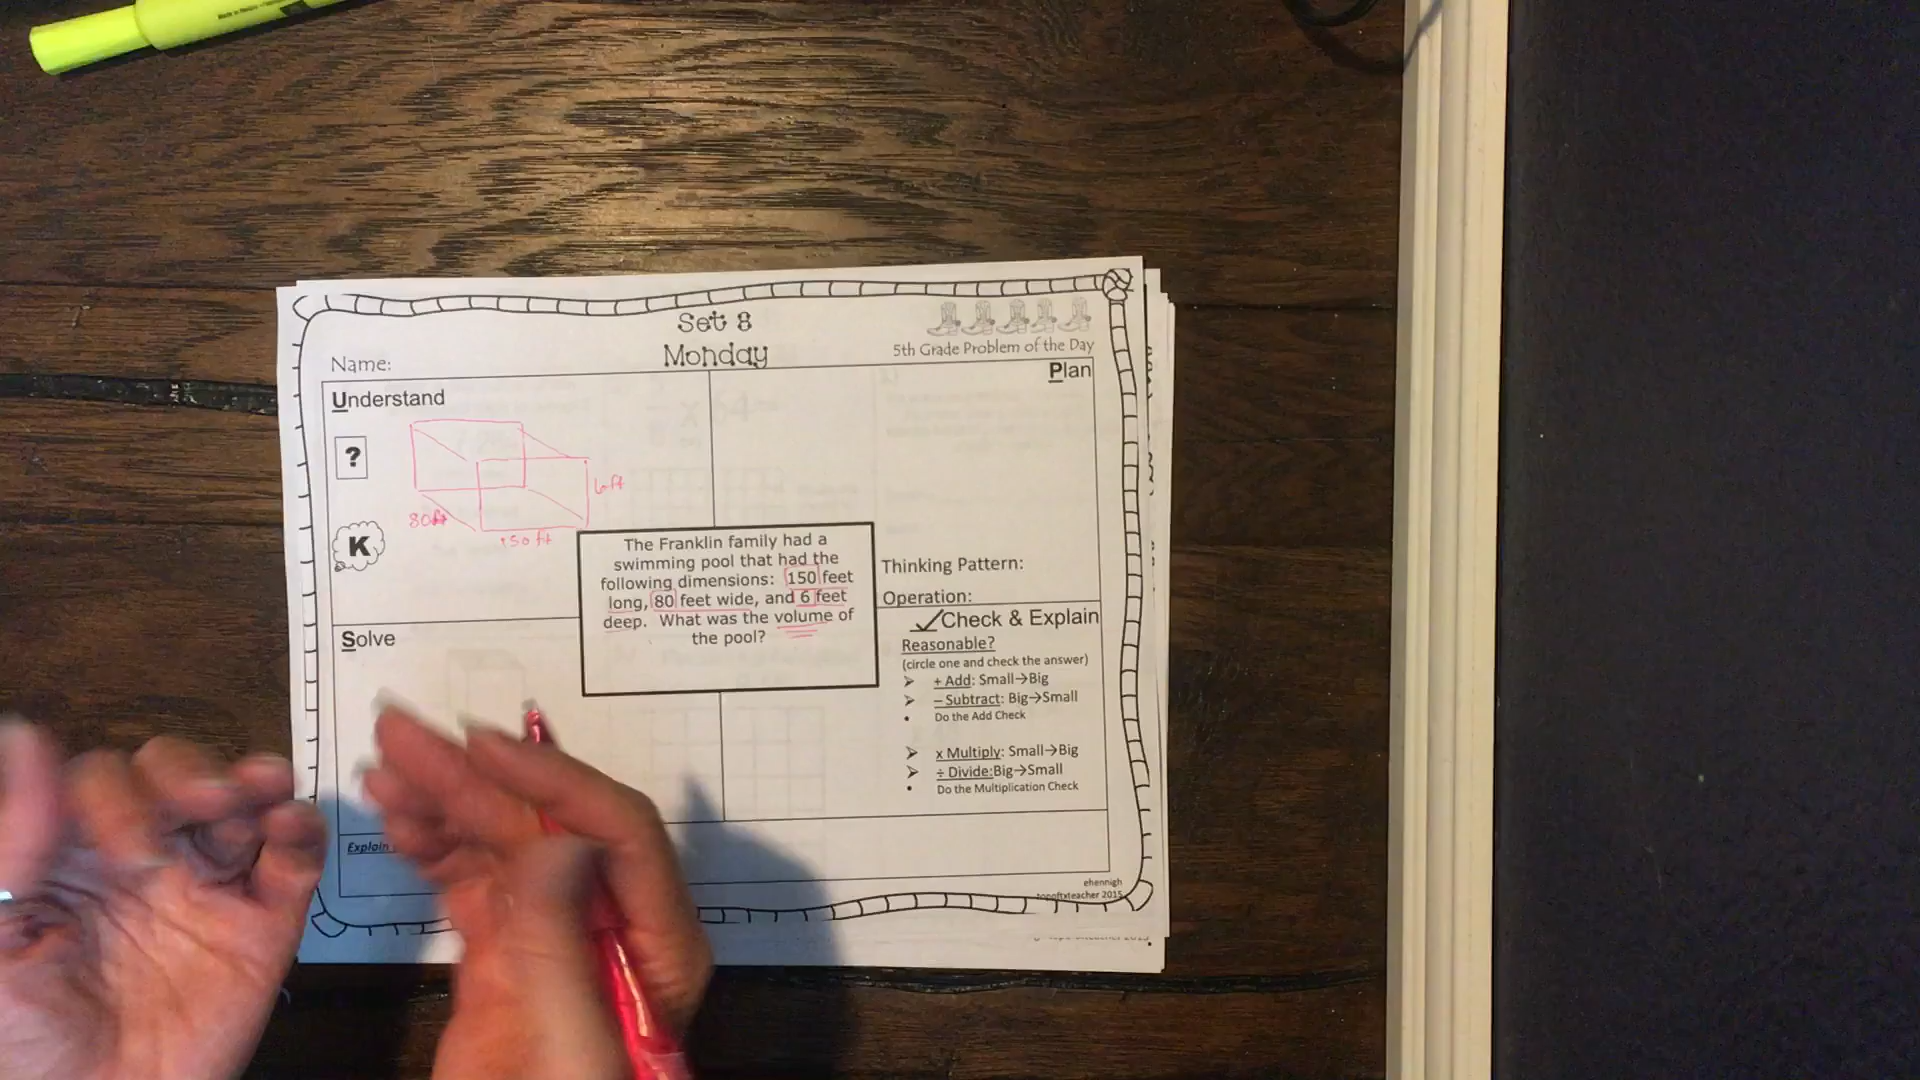 Set 8
Monday
5th Grade Problem of the Day
Name:
Understand
Plan
?
K
6 ft
80ft
150 ft
The Franklin family had a
swimming pool that had the
following dimensions: 150 feet
long, 80 feet wide, and 6 feet
deep. What was the volume of
the pool?
Thinking Pattern:
Operation:
Solve
Check & Explain
Reasonable?
(circle one and check the answer)
+ Add: Small→Big
– Subtract: Big→Small
Do the Add Check
x Multiply: Small→Big
÷ Divide:Big→Small
Do the Multiplication Check
Explain
ehennigh
topoftxteacher 2015